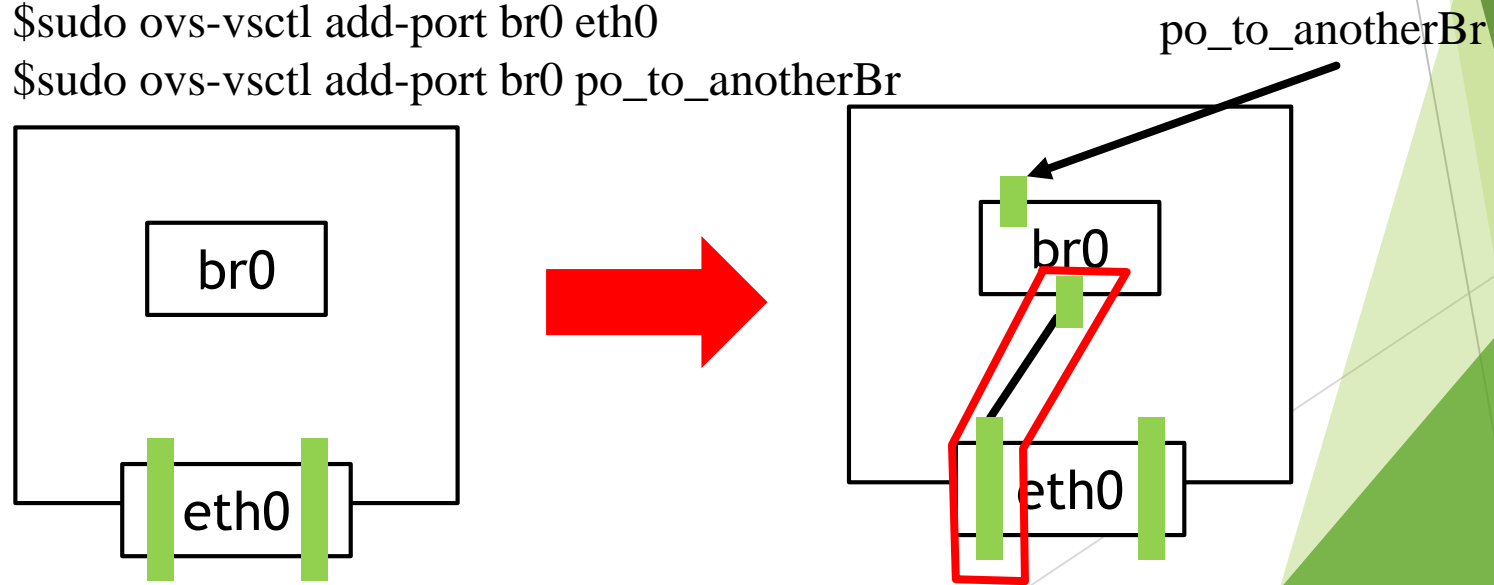 $sudo ovs-vsctl add-port br0 eth0
$sudo ovs-vsctl add-port br0 po_to_anotherBr
po_to_anotherBr
br0
eth0
br0
eth0